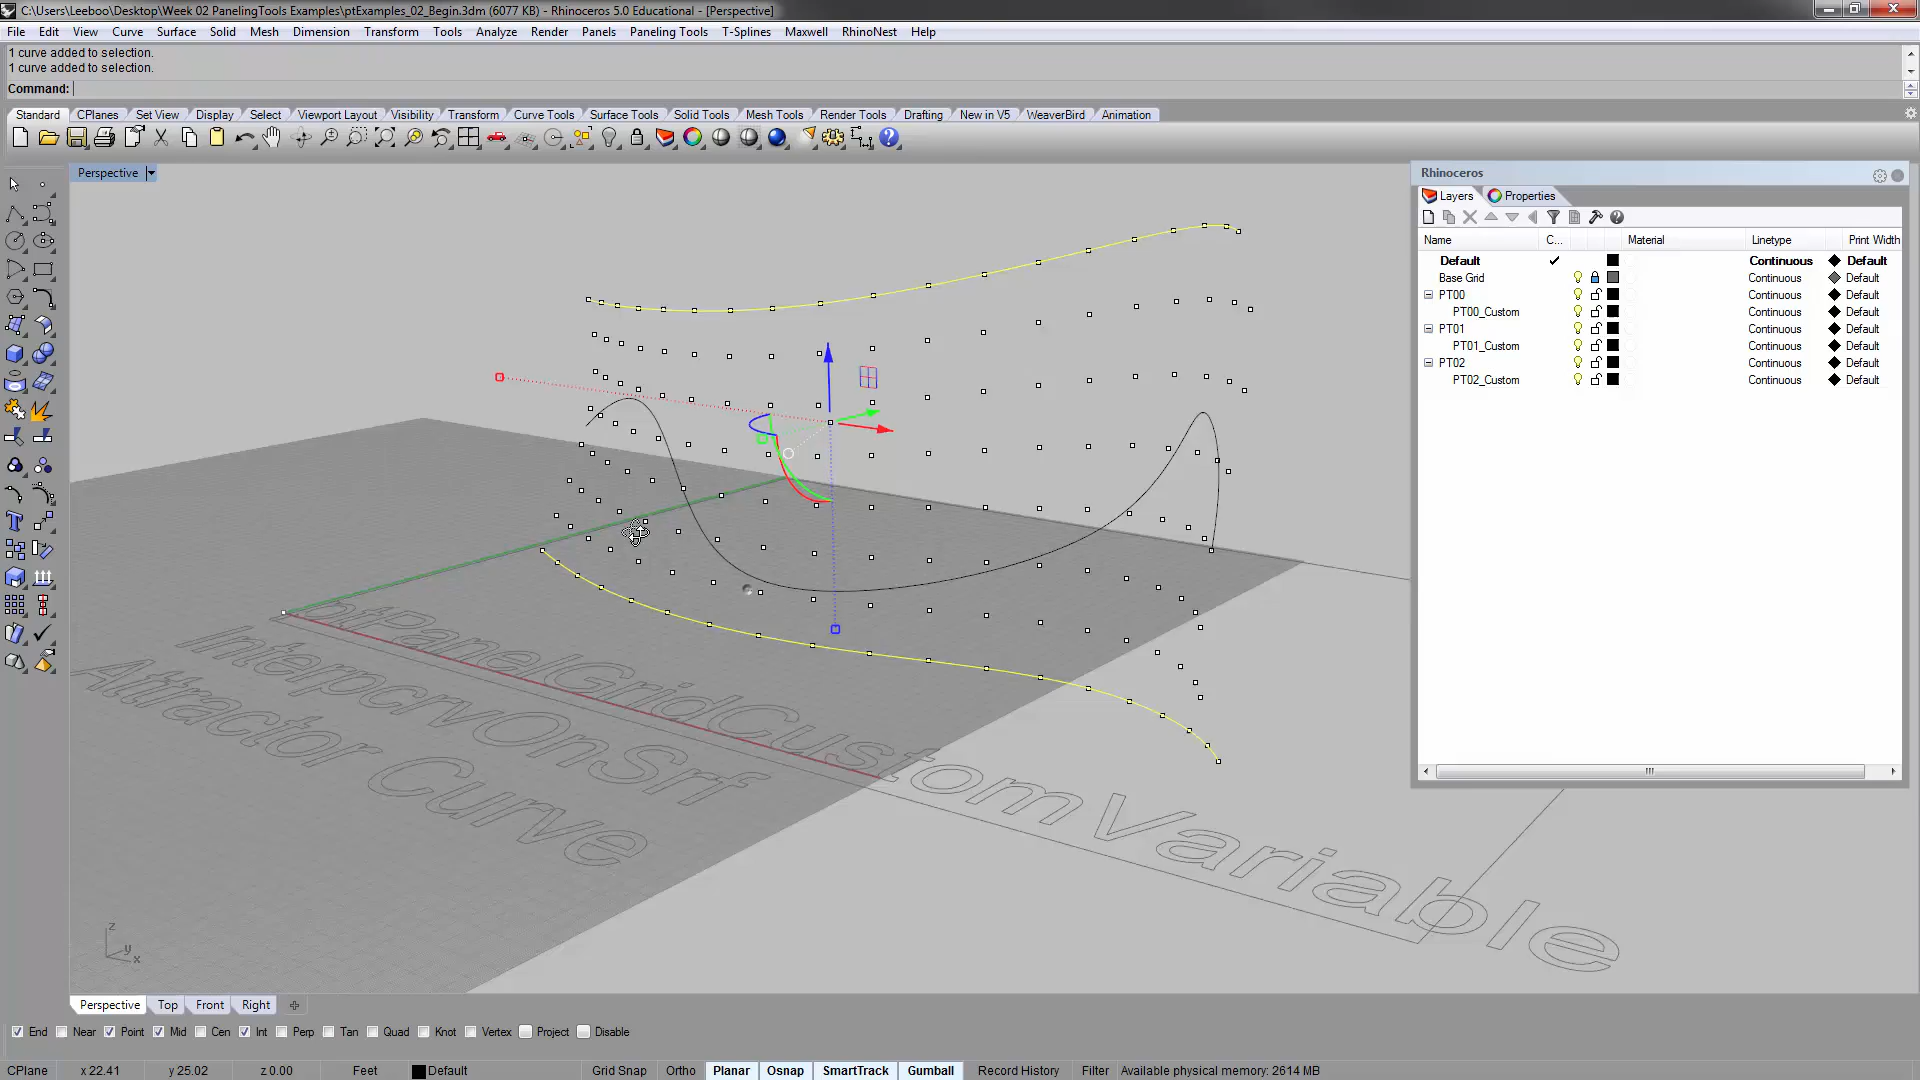 C:\Users\Leeboo\Desktop\Week 02 PanelingTools Examples\ptExamples_02_Begin.3dm (6077 KB) - Rhinoceros 5.0 Educational - [Perspective]
File Edit View Curve Surface Solid Mesh Dimension Transform Tools Analyze Render Panels Paneling Tools T-Splines Maxwell RhinoNest Help
1 curve added to selection.
1 curve added to selection.
Command:
Standard CPlanes Set View Display Select Viewport Layout Visibility Transform Curve Tools Surface Tools Solid Tools Mesh Tools Render Tools Drafting New in V5 WeaverBird Animation
Perspective
Rhinoceros
Layers Properties
Name C... Material Linetype Print Width
Default Continuous Default
Base Grid Continuous Default
PT00 Continuous Default
PT00_Custom Continuous Default
PT01 Continuous Default
PT01_Custom Continuous Default
PT02 Continuous Default
PT02_Custom Continuous Default
ptPanelGridCustomVariable
InterpcrvOnSrf
Attractor Curve
z
y
x
Perspective Top Front Right
End Near Point Mid Cen Int Perp Tan Quad Knot Vertex Project Disable
CPlane x 22.41 y 25.02 z 0.00 Feet Default Grid Snap Ortho Planar Osnap SmartTrack Gumball Record History Filter Available physical memory: 2614 MB